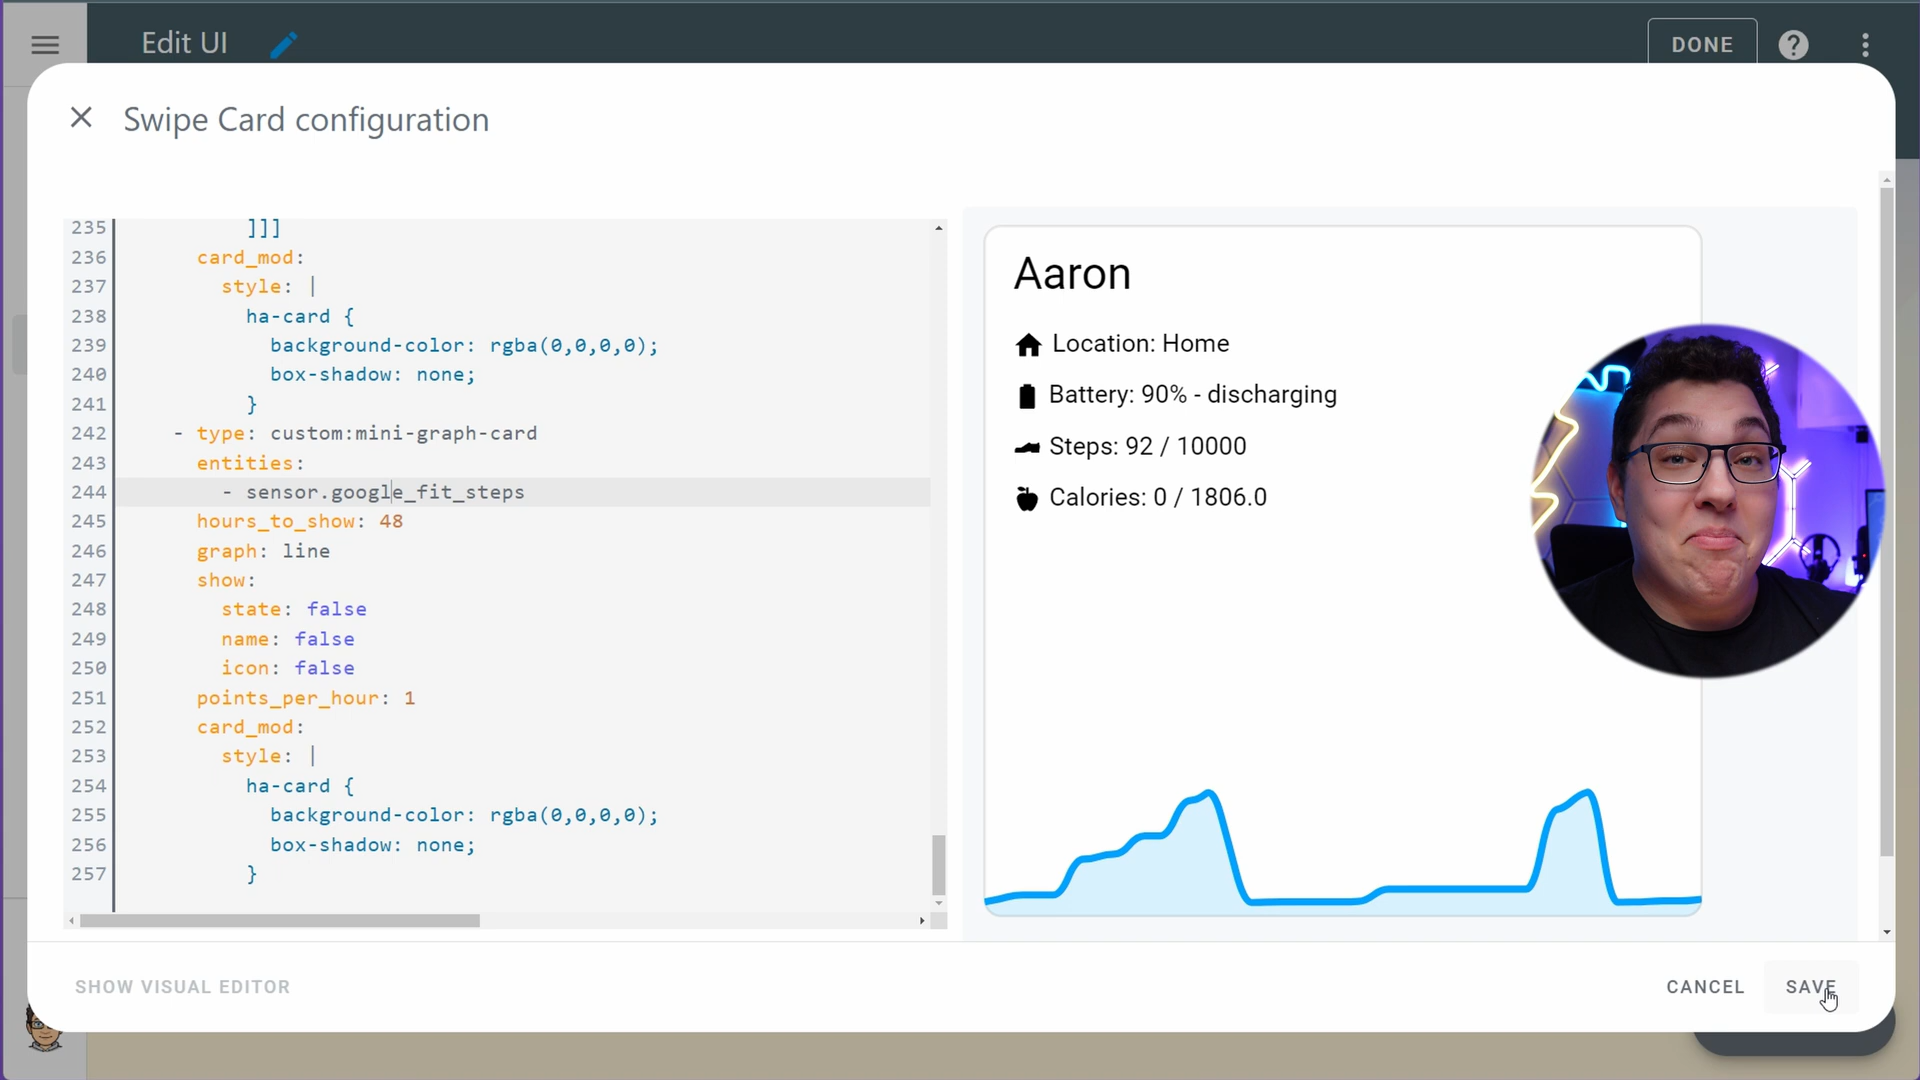 Edit UI
DONE
Swipe Card configuration
235 ]]]
236 card_mod:
237 style: |
238 ha-card {
239 background-color: rgba(0,0,0,0);
240 box-shadow: none;
241 }
242 - type: custom:mini-graph-card
243 entities:
244 - sensor.google_fit_steps
245 hours_to_show: 48
246 graph: line
247 show:
248 state: false
249 name: false
250 icon: false
251 points_per_hour: 1
252 card_mod:
253 style: |
254 ha-card {
255 background-color: rgba(0,0,0,0);
256 box-shadow: none;
257 }
Aaron
Location: Home
Battery: 90% - discharging
Steps: 92 / 10000
Calories: 0 / 1806.0
SHOW VISUAL EDITOR
CANCEL
SAVE